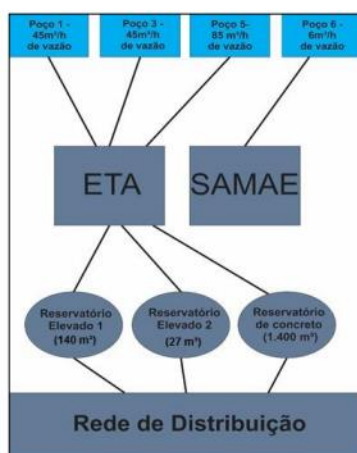 Poço 1 -
45m³/h
de vazão
Poço 3 -
45m³/h
de vazão
Poço 5-
85 m³/h
de vazão
Poço 6 -
6m³/h
de vazão
ETA
SAMAE
Reservatório
Elevado 1
(140 m³)
Reservatório
Elevado 2
(27 m³)
Reservatório
de concreto
(1.400 m³)
Rede de Distribuição